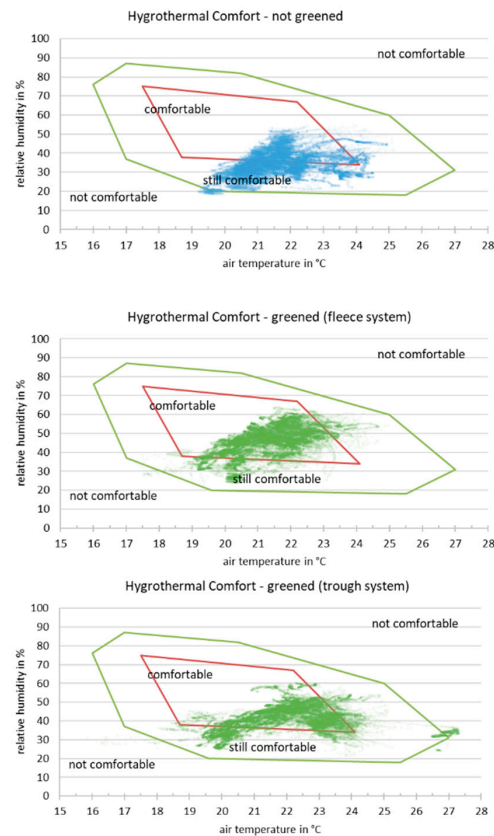 Hygrothermal Comfort - not greened
100
90
80
70
60
50
40
30
20
10
0
relative humidity in %
not comfortable
comfortable
still comfortable
not comfortable
15 16 17 18 19 20 21 22 23 24 25 26 27 28
air temperature in °C
Hygrothermal Comfort - greened (fleece system)
100
90
80
70
60
50
40
30
20
10
0
relative humidity in %
not comfortable
comfortable
still comfortable
not comfortable
15 16 17 18 19 20 21 22 23 24 25 26 27 28
air temperature in °C
Hygrothermal Comfort - greened (trough system)
100
90
80
70
60
50
40
30
20
10
0
relative humidity in %
not comfortable
comfortable
still comfortable
not comfortable
15 16 17 18 19 20 21 22 23 24 25 26 27 28
air temperature in °C